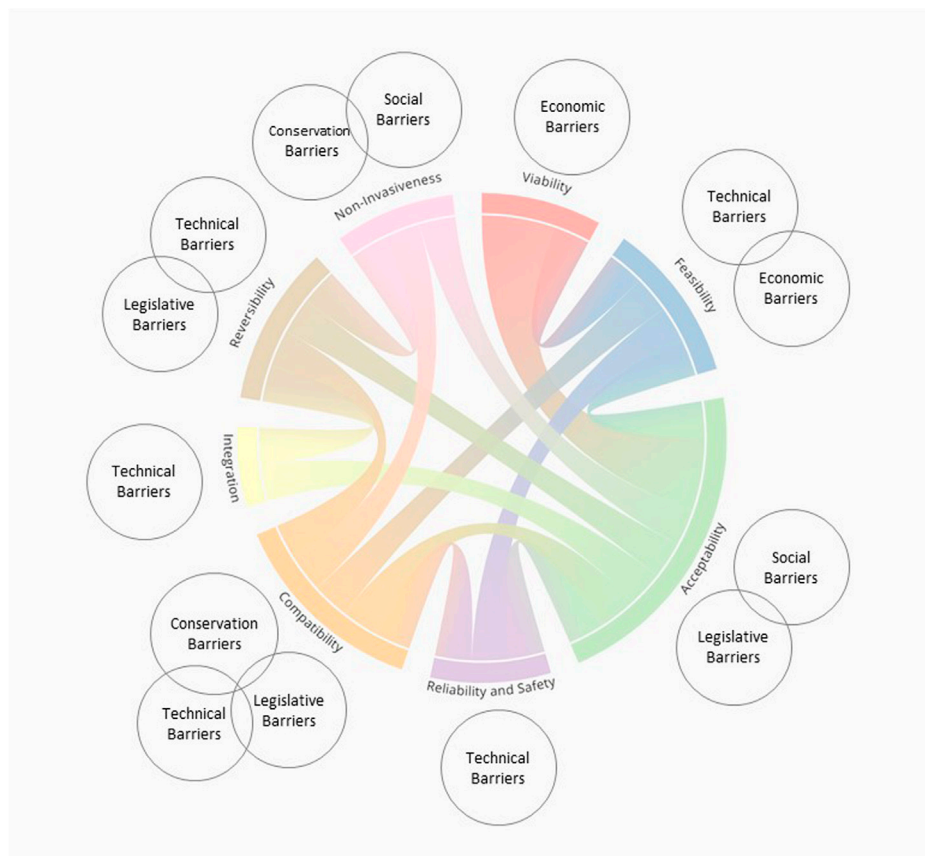 Social
Barriers
Conservation
Barriers
Non-Invasiveness
Economic
Barriers
Viability
Technical
Barriers
Economic
Barriers
Feasibility
Technical
Barriers
Legislative
Barriers
Reversibility
Technical
Barriers
Integration
Acceptability
Social
Barriers
Legislative
Barriers
Compatibility
Conservation
Barriers
Technical
Barriers
Legislative
Barriers
Reliability and Safety
Technical
Barriers